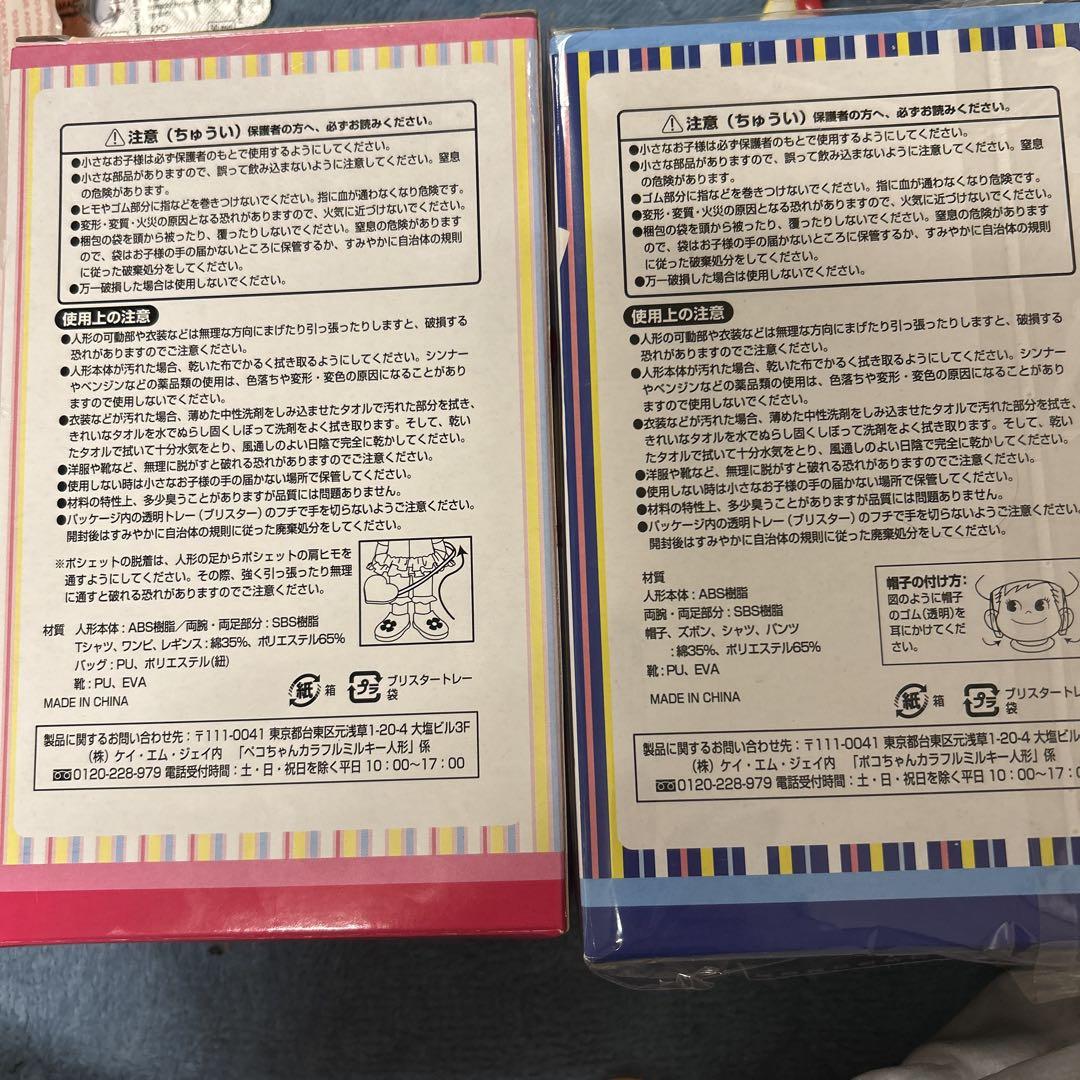 ⚠注意(ちゅうい)保護者の方へ、必ずお読みください。
●小さなお子様は必ず保護者のもとで使用するようにしてください。
●小さな部品がありますので、誤って飲み込まないように注意してください。窒息
の危険があります。
●ヒモやゴム部分に指などを巻きつけないでください。指に血が通わなくなり危険です。
●変形・変質・火災の原因となる恐れがありますので、火気に近づけないでください。
●梱包の袋を頭から被ったり、覆ったりしないでください。窒息の危険があります
ので、袋はお子様の手の届かないところに保管するか、すみやかに自治体の規則
に従った破棄処分をしてください。
●万一破損した場合は使用しないでください。
使用上の注意
●人形の可動部や衣装などは無理な方向にまげたり引っ張ったりしますと、破損する
恐れがありますのでご注意ください。
●人形本体が汚れた場合、乾いた布でかるく拭き取るようにしてください。シンナー
やベンジンなどの薬品類の使用は、色落ちや変形・変色の原因になることがあり
ますので使用しないでください。
●衣装などが汚れた場合、薄めた中性洗剤をしみ込ませたタオルで汚れた部分を拭き、
きれいなタオルを水でぬらし固くしぼって洗剤をよく拭き取ります。そして、乾い
たタオルで拭いて十分水気をとり、風通しのよい日陰で完全に乾かしてください。
●洋服や靴など、無理に脱がすと破れる恐れがありますのでご注意ください。
●使用しない時は小さなお子様の手の届かない場所で保管してください。
●材料の特性上、多少臭うことがありますが品質には問題ありません。
●パッケージ内の透明トレー(ブリスター)のフチで手を切らないようご注意ください。
開封後はすみやかに自治体の規則に従った廃棄処分をしてください。
※ポシェットの脱着は、人形の足からポシェットの肩ヒモを
通すようにしてください。その際、強く引っ張ったり無理
に通すと破れる恐れがありますのでご注意ください。
材質 人形本体:ABS樹脂/両腕・両足部分:SBS樹脂
Tシャツ、ワンピ、レギンス:綿35%、ポリエステル65%
バッグ:PU、ポリエステル(紐)
靴:PU、EVA
MADE IN CHINA
紙 箱 プラ ブリスタートレー
袋
製品に関するお問い合わせ先:〒111-0041 東京都台東区元浅草1-20-4 大塩ビル3F
(株)ケイ・エム・ジェイ内 「ペコちゃんカラフルミルキー人形」係
0120-228-979 電話受付時間:土・日・祝日を除く平日 10:00~17:00
⚠注意(ちゅうい)保護者の方へ、必ずお読みください。
●小さなお子様は必ず保護者のもとで使用するようにしてください。
●小さな部品がありますので、誤って飲み込まないように注意してください。窒息
の危険があります。
●ゴム部分に指などを巻きつけないでください。指に血が通わなくなり危険です。
●変形・変質・火災の原因となる恐れがありますので、火気に近づけないでください。
●梱包の袋を頭から被ったり、覆ったりしないでください。窒息の危険があります
ので、袋はお子様の手の届かないところに保管するか、すみやかに自治体の規則
に従った破棄処分をしてください。
●万一破損した場合は使用しないでください。
使用上の注意
●人形の可動部や衣装などは無理な方向にまげたり引っ張ったりしますと、破損する
恐れがありますのでご注意ください。
●人形本体が汚れた場合、乾いた布でかるく拭き取るようにしてください。シンナー
やベンジンなどの薬品類の使用は、色落ちや変形・変色の原因になることがあり
ますので使用しないでください。
●衣装などが汚れた場合、薄めた中性洗剤をしみ込ませたタオルで汚れた部分を拭き、
きれいなタオルを水でぬらし固くしぼって洗剤をよく拭き取ります。そして、乾い
たタオルで拭いて十分水気をとり、風通しのよい日陰で完全に乾かしてください。
●洋服や靴など、無理に脱がすと破れる恐れがありますのでご注意ください。
●使用しない時は小さなお子様の手の届かない場所で保管してください。
●材料の特性上、多少臭うことがありますが品質には問題ありません。
●パッケージ内の透明トレー(ブリスター)のフチで手を切らないようご注意ください。
開封後はすみやかに自治体の規則に従った廃棄処分をしてください。
材質
人形本体:ABS樹脂
両腕・両足部分:SBS樹脂
帽子、ズボン、シャツ、パンツ
:綿35%、ポリエステル65%
靴:PU、EVA
MADE IN CHINA
帽子の付け方:
図のように帽子
のゴム(透明)を
耳にかけてくだ
さい。
紙 箱 プラ ブリスタートレー
袋
製品に関するお問い合わせ先:〒111-0041 東京都台東区元浅草1-20-4 大塩ビル
(株)ケイ・エム・ジェイ内 「ポコちゃんカラフルミルキー人形」係
0120-228-979 電話受付時間:土・日・祝日を除く平日 10:00~17: